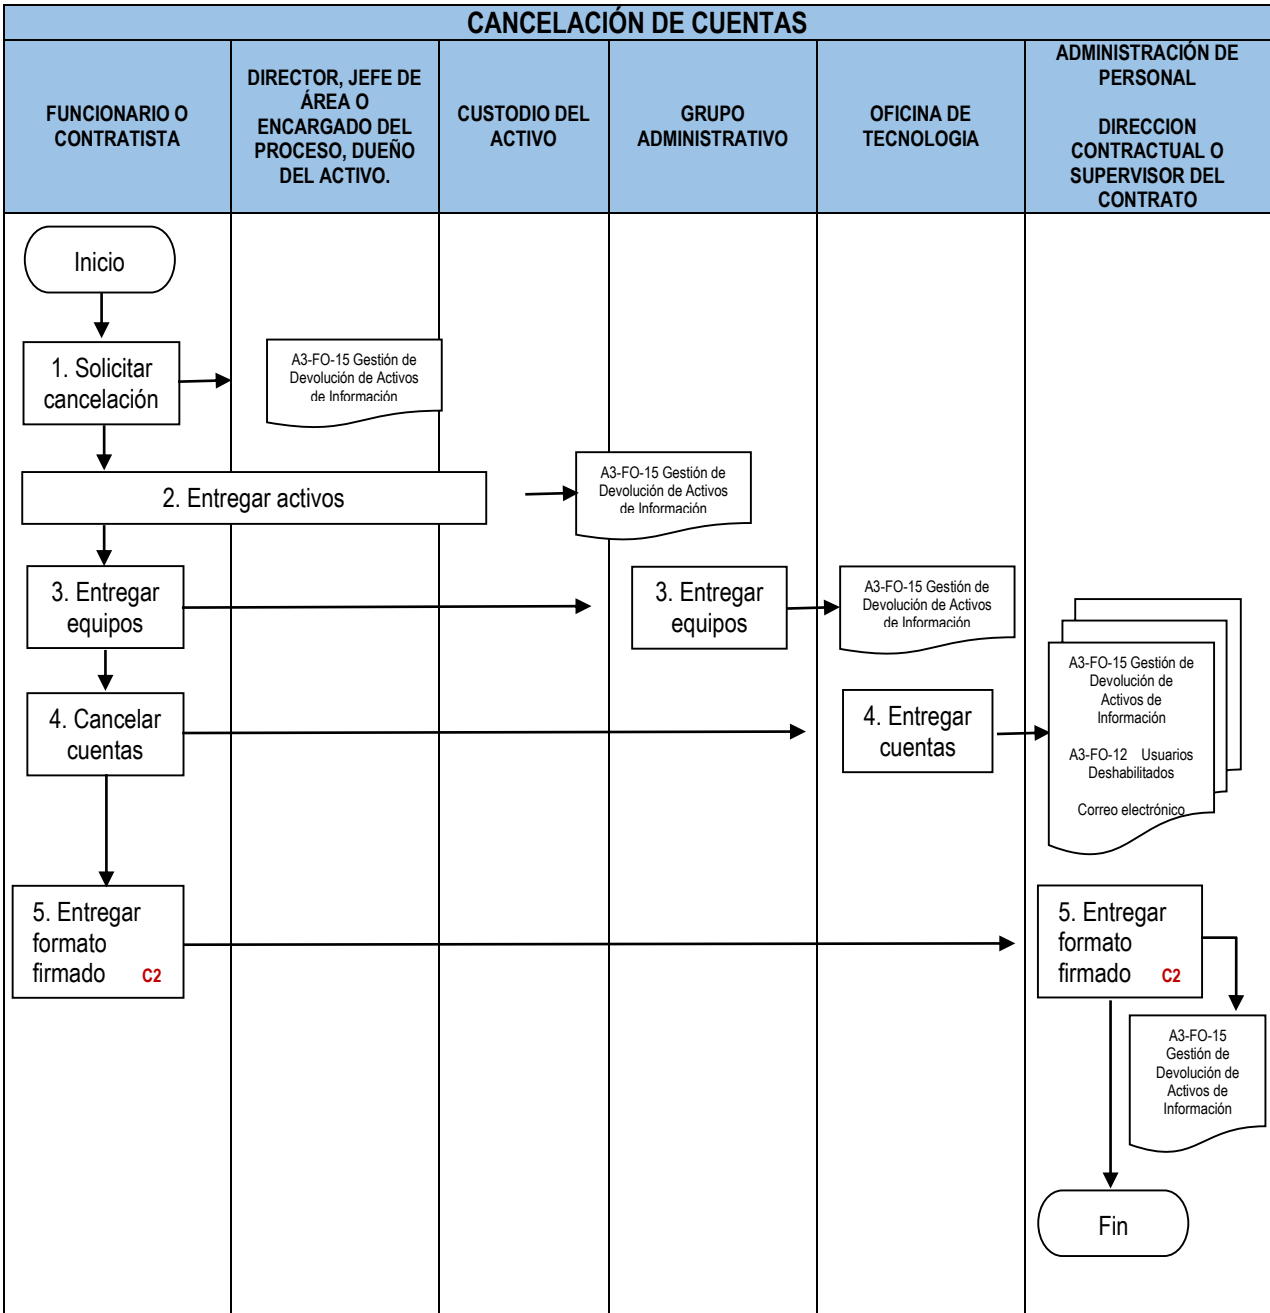 CANCELACIÓN DE CUENTAS
FUNCIONARIO O
CONTRATISTA
DIRECTOR, JEFE DE
ÁREA O
ENCARGADO DEL
PROCESO, DUEÑO
DEL ACTIVO.
CUSTODIO DEL
ACTIVO
GRUPO
ADMINISTRATIVO
OFICINA DE
TECNOLOGIA
ADMINISTRACIÓN DE
PERSONAL
DIRECCION
CONTRACTUAL O
SUPERVISOR DEL
CONTRATO
Inicio
1. Solicitar
cancelación
A3-FO-15 Gestión de
Devolución de Activos
de Información
2. Entregar activos
A3-FO-15 Gestión de
Devolución de Activos
de Información
3. Entregar
equipos
3. Entregar
equipos
A3-FO-15 Gestión de
Devolución de Activos
de Información
4. Cancelar
cuentas
4. Entregar
cuentas
A3-FO-15 Gestión de
Devolución de
Activos de
Información
A3-FO-12 Usuarios
Deshabilitados
Correo electrónico
5. Entregar
formato
firmado C2
5. Entregar
formato
firmado C2
A3-FO-15
Gestión de
Devolución de
Activos de
Información
Fin